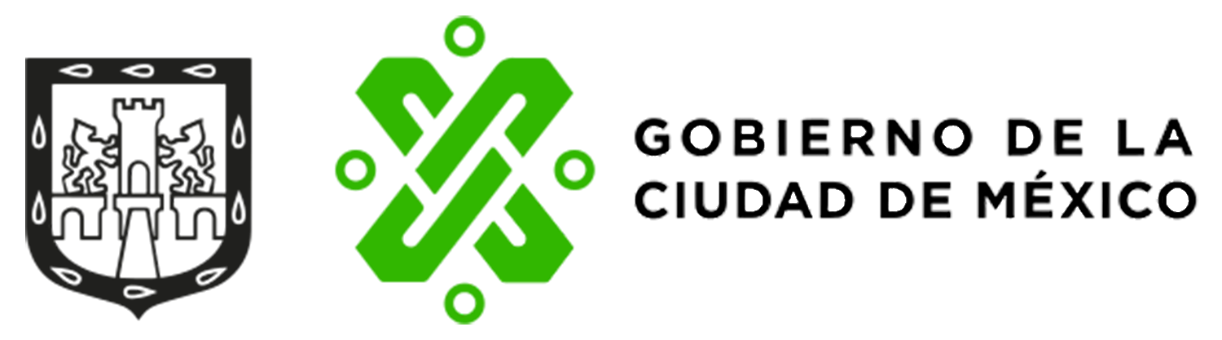 GOBIERNO DE LA
CIUDAD DE MÉXICO